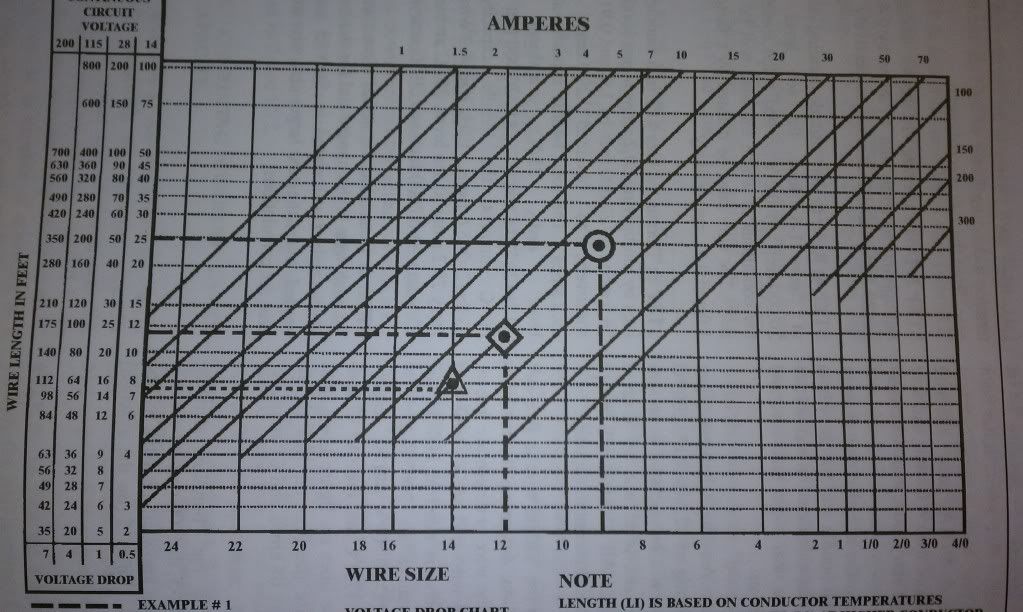 CIRCUIT
VOLTAGE
AMPERES
200 115 28 14
1 1.5 2 3 4 5 7 10 15 20 30 50 70
800 200 100
100
600 150 75
150
700 400 100 50
630 360 90 45
560 320 80 40
200
490 280 70 35
420 240 60 30
300
350 200 50 25
280 160 40 20
210 120 30 15
175 100 25 12
140 80 20 10
112 64 16 8
98 56 14 7
84 48 12 6
63 36 9 4
56 32 8
49 28 7
42 24 6 3
35 20 5 2
7 4 1 0.5
WIRE LENGTH IN FEET
24 22 20 18 16 14 12 10 8 6 4 2 1 1/0 2/0 3/0 4/0
VOLTAGE DROP
WIRE SIZE
NOTE
EXAMPLE # 1
VOLTAGE DROP CHART
LENGTH (LI) IS BASED ON CONDUCTOR TEMPERATURES